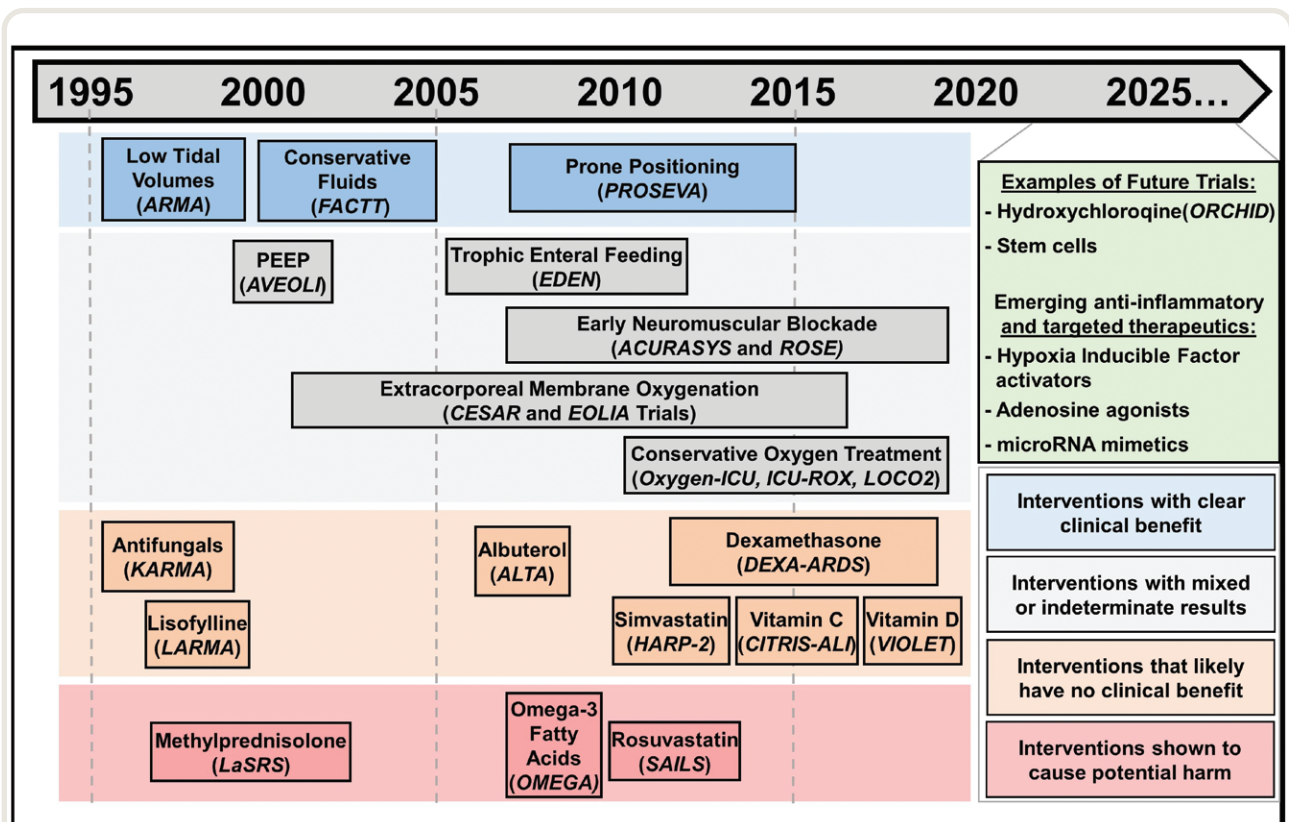 1995 2000 2005 2010 2015 2020 2025...
Low Tidal
Volumes
(ARMA)
Conservative
Fluids
(FACTT)
Prone Positioning
(PROSEVA)
PEEP
(AVEOLI)
Trophic Enteral Feeding
(EDEN)
Early Neuromuscular Blockade
(ACURASYS and ROSE)
Extracorporeal Membrane Oxygenation
(CESAR and EOLIA Trials)
Conservative Oxygen Treatment
(Oxygen-ICU, ICU-ROX, LOCO2)
Antifungals
(KARMA)
Lisofylline
(LARMA)
Albuterol
(ALTA)
Dexamethasone
(DEXA-ARDS)
Simvastatin
(HARP-2)
Vitamin C
(CITRIS-ALI)
Vitamin D
(VIOLET)
Methylprednisolone
(LaSRS)
Omega-3
Fatty
Acids
(OMEGA)
Rosuvastatin
(SAILS)
Examples of Future Trials:
- Hydroxychloroqine(ORCHID)
- Stem cells
Emerging anti-inflammatory
and targeted therapeutics:
- Hypoxia Inducible Factor
activators
- Adenosine agonists
- microRNA mimetics
Interventions with clear
clinical benefit
Interventions with mixed
or indeterminate results
Interventions that likely
have no clinical benefit
Interventions shown to
cause potential harm